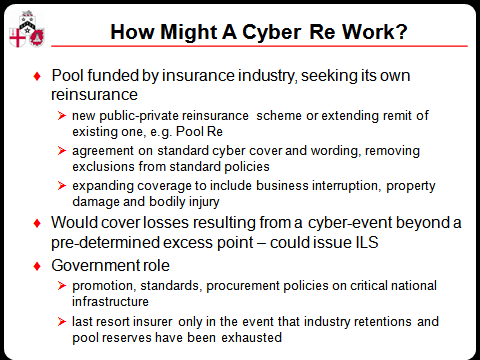 How Might A Cyber Re Work?
Pool funded by insurance industry, seeking its own
reinsurance
new public-private reinsurance scheme or extending remit of
existing one, e.g. Pool Re
agreement on standard cyber cover and wording, removing
exclusions from standard policies
expanding coverage to include business interruption, property
damage and bodily injury
Would cover losses resulting from a cyber-event beyond a
pre-determined excess point – could issue ILS
Government role
promotion, standards, procurement policies on critical national
infrastructure
last resort insurer only in the event that industry retentions and
pool reserves have been exhausted